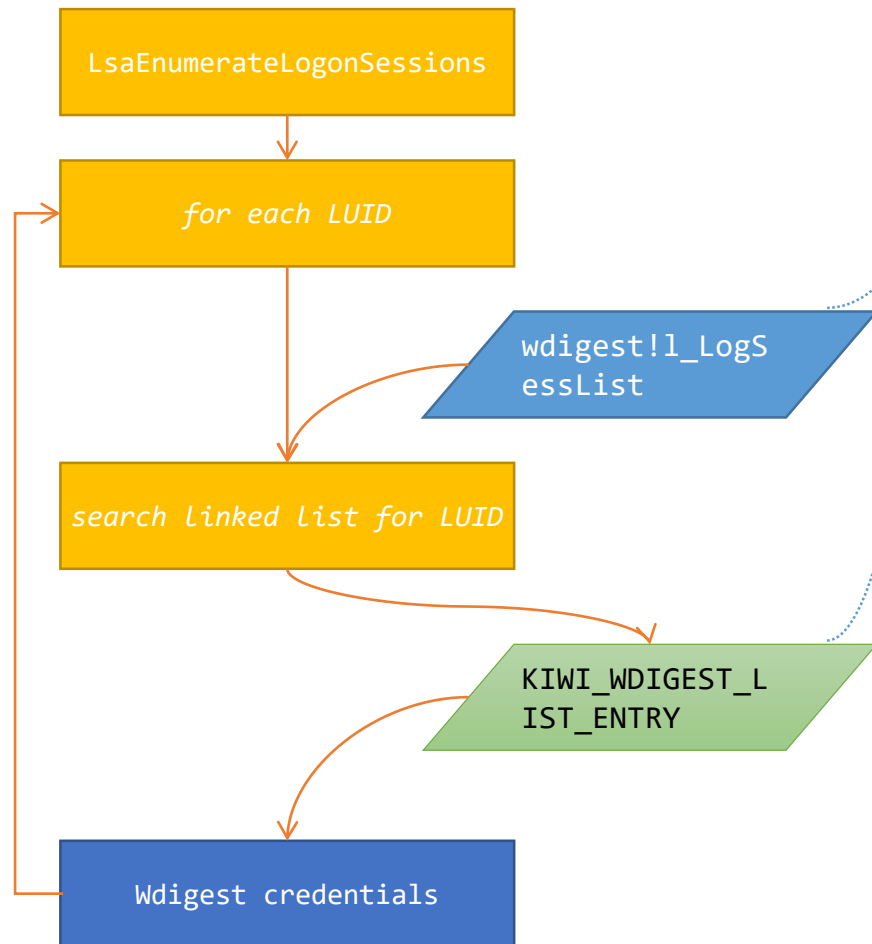 LsaEnumerateLogonSessions
for each LUID
wdigest!l_LogS
essList
search linked list for LUID
KIWI_WDIGEST_L
IST_ENTRY
Wdigest credentials